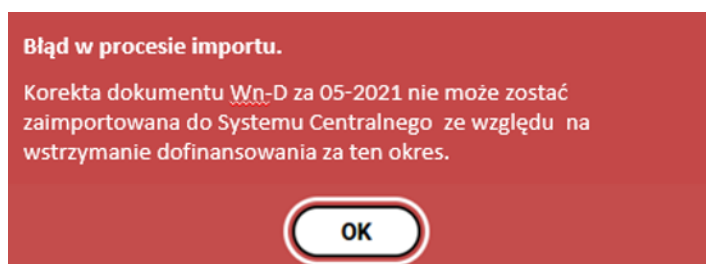 Błąd w procesie importu.
Korekta dokumentu Wn-D za 05-2021 nie może zostać
zaimportowana do Systemu Centralnego ze względu na
wstrzymanie dofinansowania za ten okres.
OK